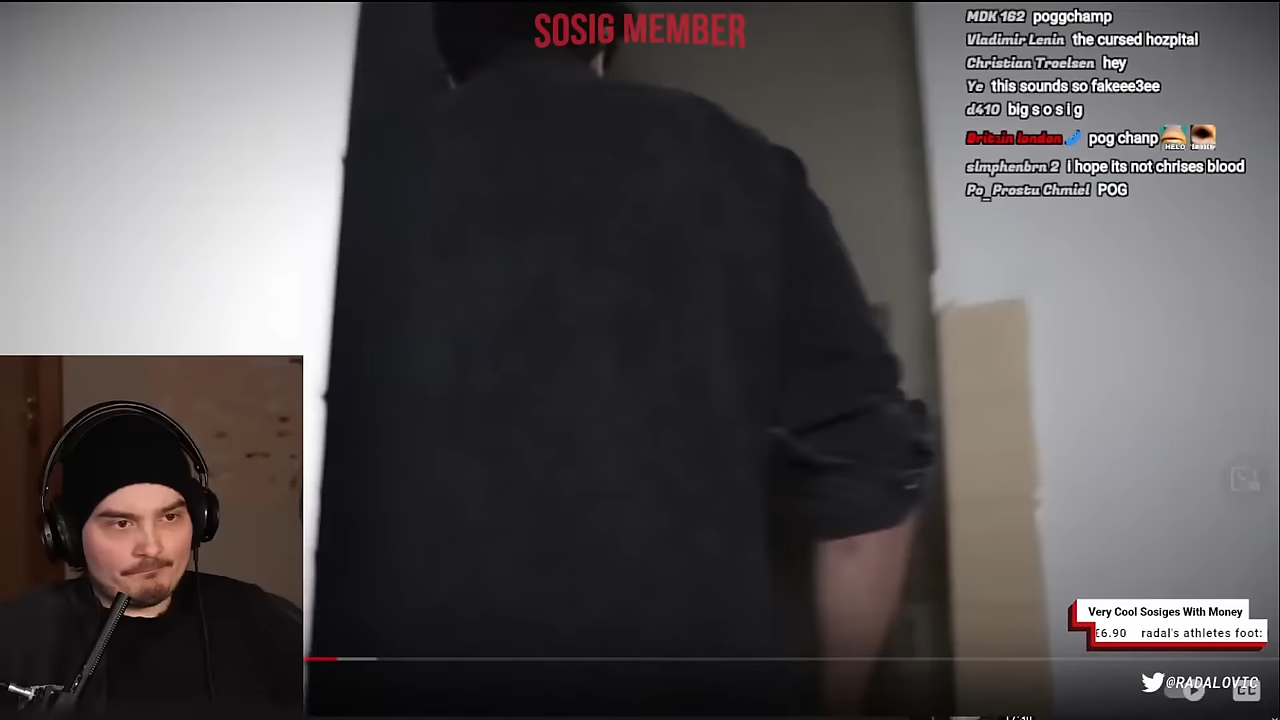 SOSIG MEMBER
MDK 162 poggchamp
Vladimir Lenin the cursed hozpital
Christian Troelsen hey
Ye this sounds so fakeee3ee
d410 big s o s i g
Britain london pog chanp
HELO
simphenbrn 2 i hope its not chrises blood
Po_Prostu Chmiel POG
Very Cool Sosiges With Money
£6.90 radal's athletes foot:
@RADALOVIC
CC